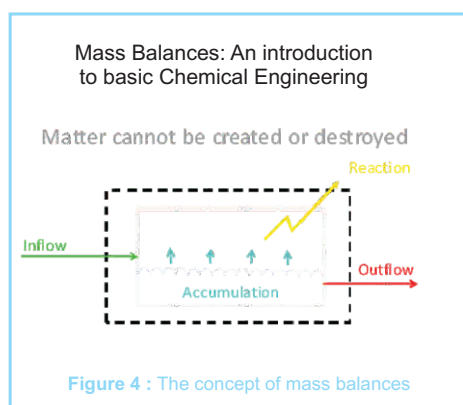 Mass Balances: An introduction
to basic Chemical Engineering
Matter cannot be created or destroyed
Reaction
Inflow
Outflow
Accumulation
Figure 4 : The concept of mass balances